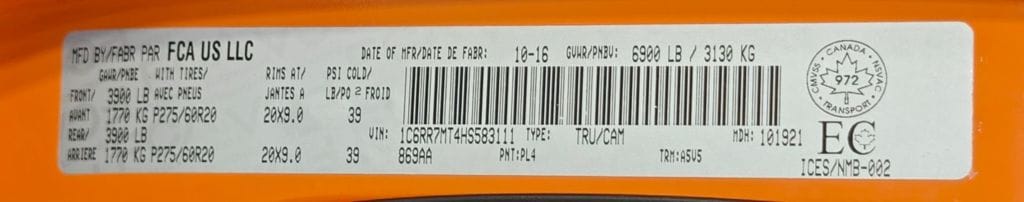 MFD BY/FABR PAR FCA US LLC DATE OF MFR/DATE DE FABR: 10-16 GVWR/PNBV: 6900 LB / 3130 KG
GAWR/PNBE WITH TIRES/ RIMS AT/ PSI COLD/
FRONT/ 3900 LB AVEC PNEUS JANTES A LB/PO 2 FROID
AVANT 1770 KG P275/60R20 20X9.0 39
REAR/ 3900 LB VIN: 1C6RR7MT4HS583111 TYPE: TRU/CAM MDH: 101921
ARRIERE 1770 KG P275/60R20 20X9.0 39 869AA PNT:PL4 TRM:A5V5
CANADA
CMVSS NSVAC
972
TRANSPORT
EC
ICES/NMB-002